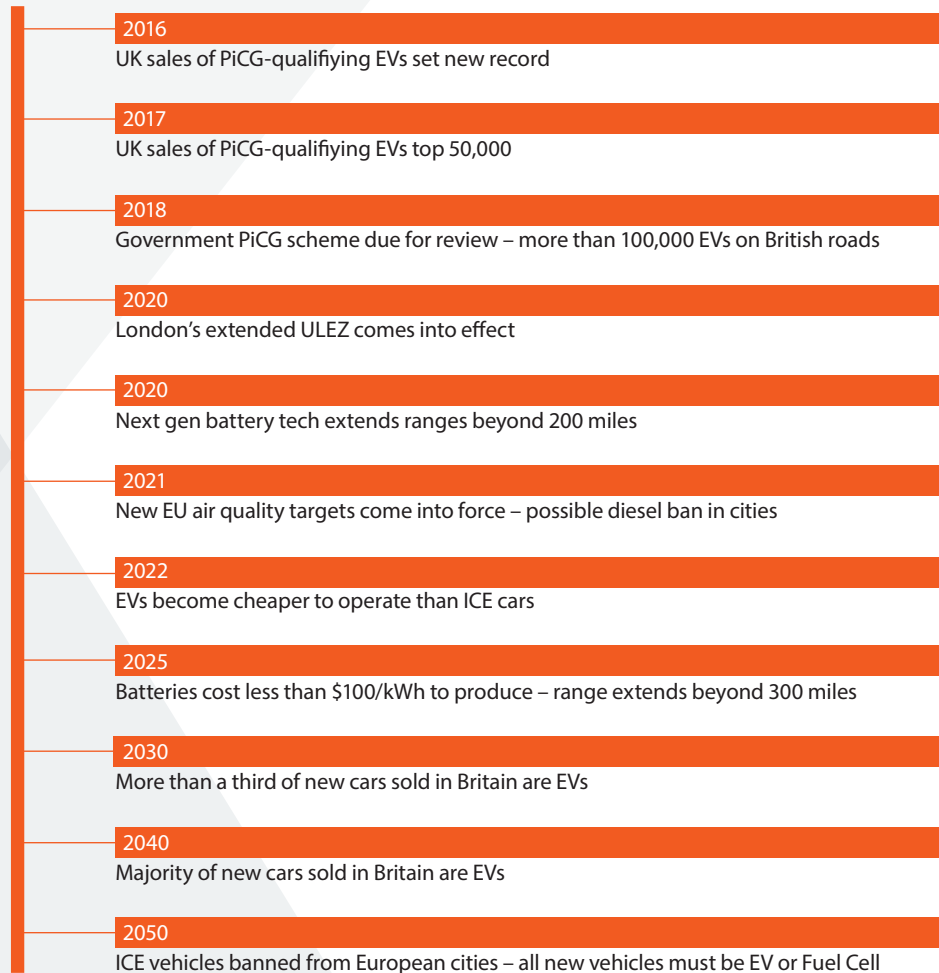 2016
UK sales of PiCG-qualifiying EVs set new record
2017
UK sales of PiCG-qualifiying EVs top 50,000
2018
Government PiCG scheme due for review – more than 100,000 EVs on British roads
2020
London's extended ULEZ comes into effect
2020
Next gen battery tech extends ranges beyond 200 miles
2021
New EU air quality targets come into force – possible diesel ban in cities
2022
EVs become cheaper to operate than ICE cars
2025
Batteries cost less than $100/kWh to produce – range extends beyond 300 miles
2030
More than a third of new cars sold in Britain are EVs
2040
Majority of new cars sold in Britain are EVs
2050
ICE vehicles banned from European cities – all new vehicles must be EV or Fuel Cell